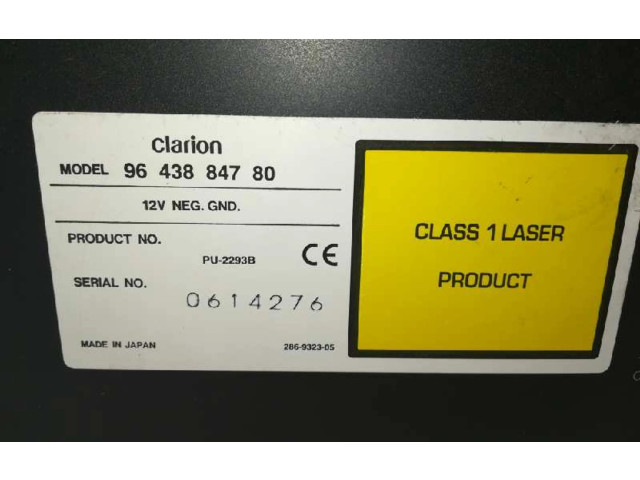 clarion
MODEL 96 438 847 80
12V NEG. GND.
PRODUCT NO.
PU-2293B
CE
SERIAL NO.
0614276
MADE IN JAPAN
286-9323-05
CLASS 1 LASER
PRODUCT